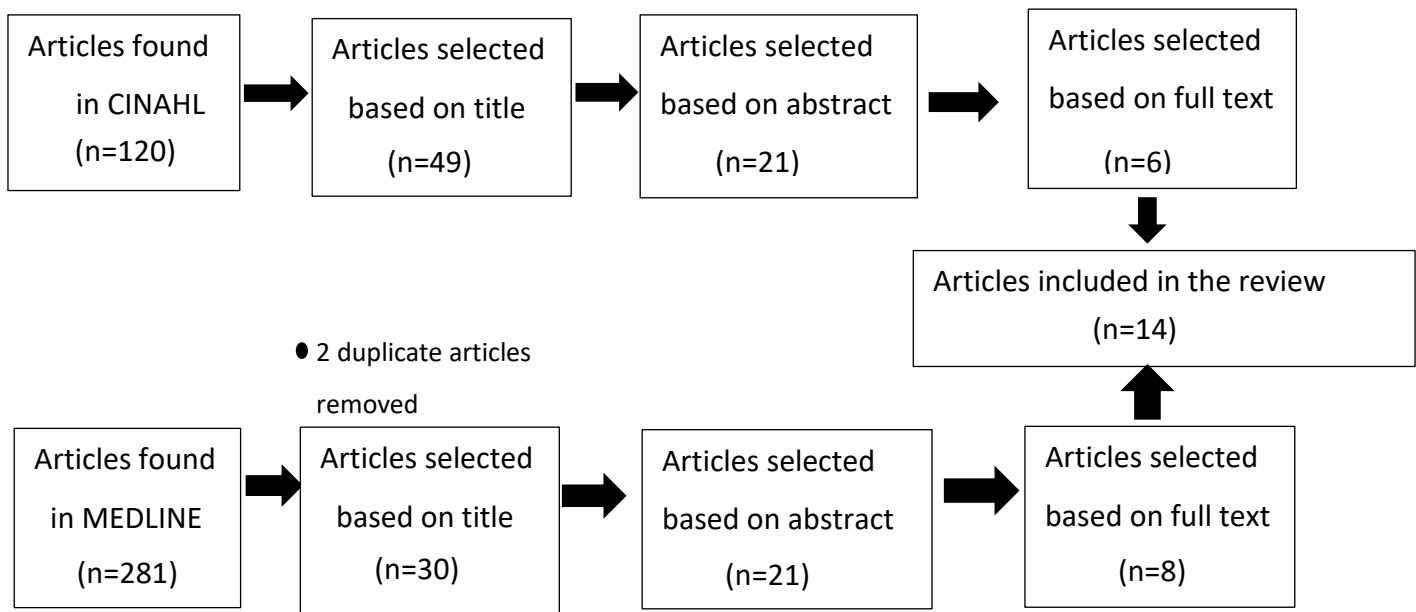 Articles found
in CINAHL
(n=120)
Articles selected
based on title
(n=49)
Articles selected
based on abstract
(n=21)
Articles selected
based on full text
(n=6)
Articles included in the review
(n=14)
● 2 duplicate articles
removed
Articles found
in MEDLINE
(n=281)
Articles selected
based on title
(n=30)
Articles selected
based on abstract
(n=21)
Articles selected
based on full text
(n=8)